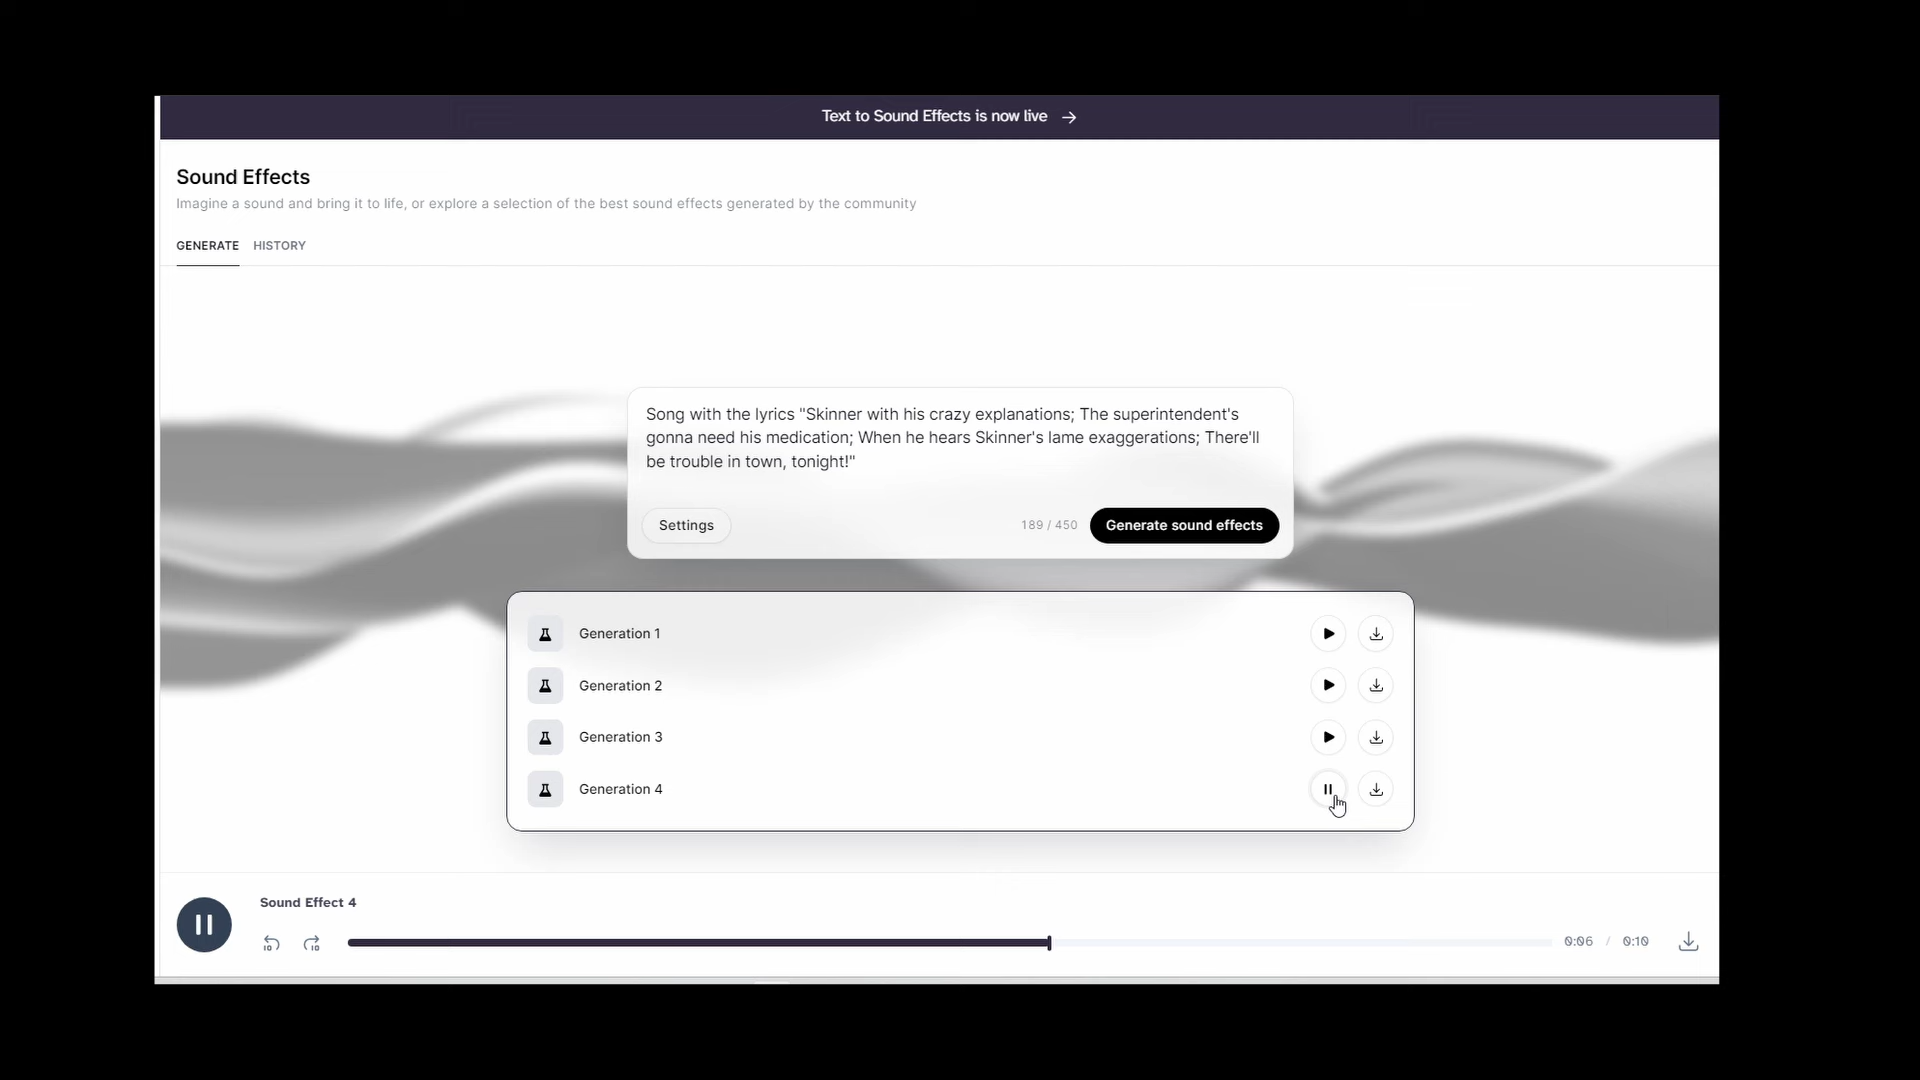 Text to Sound Effects is now live →
Sound Effects
Imagine a sound and bring it to life, or explore a selection of the best sound effects generated by the community
GENERATE HISTORY
Song with the lyrics "Skinner with his crazy explanations; The superintendent's
gonna need his medication; When he hears Skinner's lame exaggerations; There'll
be trouble in town, tonight!"
Settings 189 / 450 Generate sound effects
Generation 1
Generation 2
Generation 3
Generation 4
Sound Effect 4
10 10 0:06 / 0:10